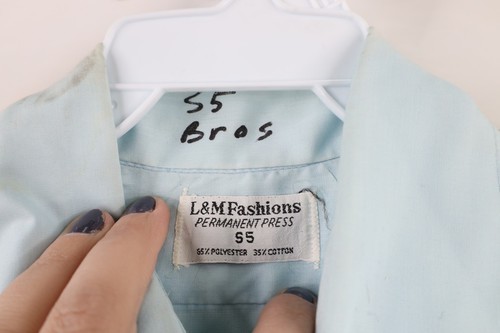 S5
Bros
L&M Fashions
PERMANENT PRESS
S5
65% POLYESTER 35% COTTON